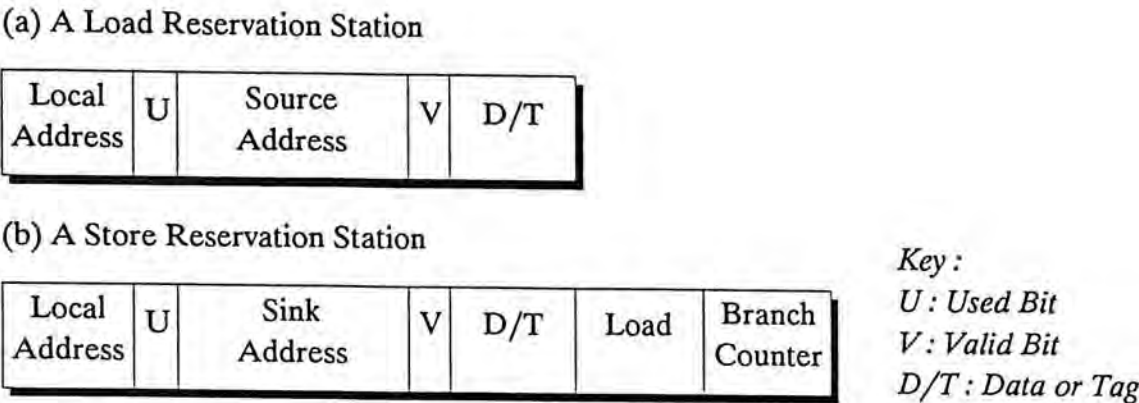 (a) A Load Reservation Station
Local Address U Source Address V D/T
(b) A Store Reservation Station
Local Address U Sink Address V D/T Load Branch Counter
Key :
U : Used Bit
V : Valid Bit
D/T : Data or Tag